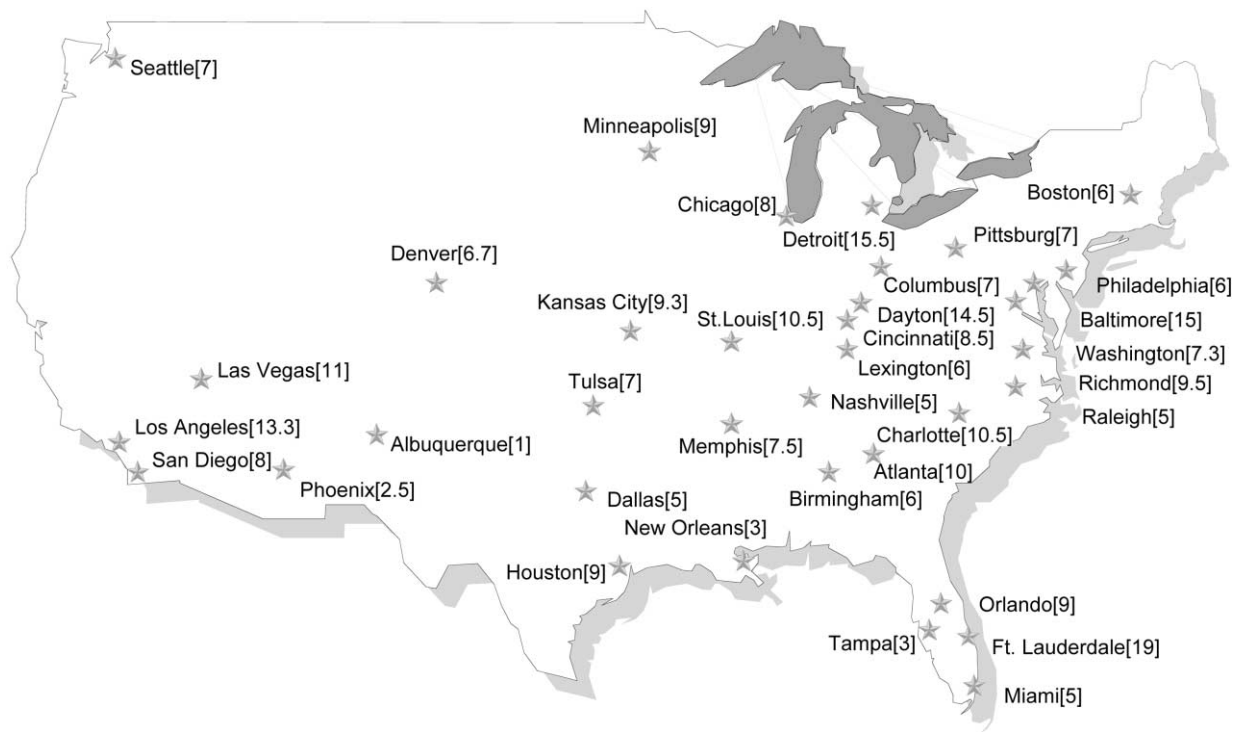 Seattle[7]
Minneapolis[9]
Boston[6]
Chicago[8]
Detroit[15.5]
Pittsburg[7]
Denver[6.7]
Columbus[7]
Philadelphia[6]
Kansas City[9.3]
St.Louis[10.5]
Dayton[14.5]
Baltimore[15]
Cincinnati[8.5]
Washington[7.3]
Lexington[6]
Las Vegas[11]
Tulsa[7]
Richmond[9.5]
Nashville[5]
Raleigh[5]
Los Angeles[13.3]
Albuquerque[1]
Memphis[7.5]
Charlotte[10.5]
San Diego[8]
Atlanta[10]
Phoenix[2.5]
Dallas[5]
Birmingham[6]
New Orleans[3]
Houston[9]
Orlando[9]
Tampa[3]
Ft. Lauderdale[19]
Miami[5]